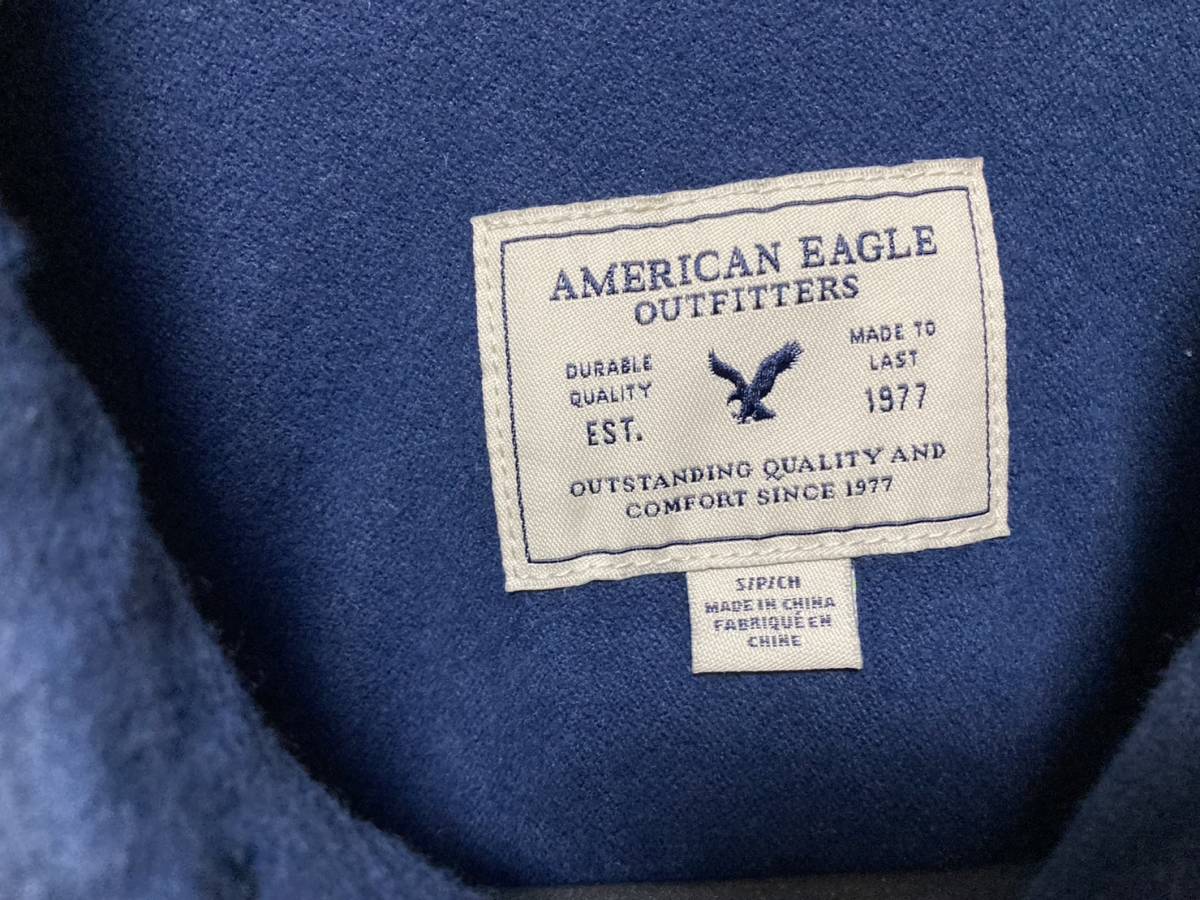 AMERICAN EAGLE
OUTFITTERS
DURABLE
QUALITY
EST.
MADE TO
LAST
1977
OUTSTANDING QUALITY AND
COMFORT SINCE 1977
S/P/CH
MADE IN CHINA
FABRIQUÉ EN
CHINE